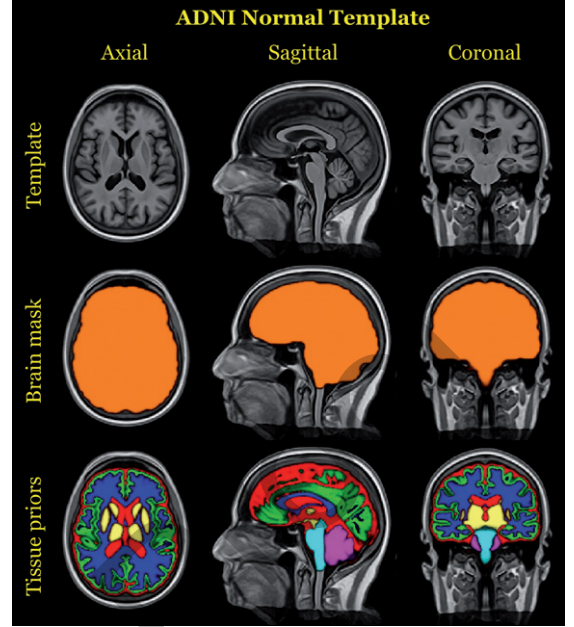 ADNI Normal Template
Axial
Sagittal
Coronal
Template
Brain mask
Tissue priors